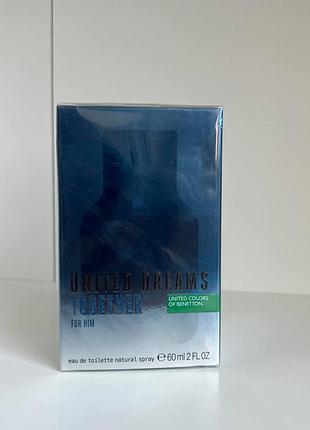 UNITED DREAMS
TOGETHER
UNITED COLORS
OF BENETTON.
FOR HIM
eau de toilette natural spray ℮ 60 ml 2 FL OZ